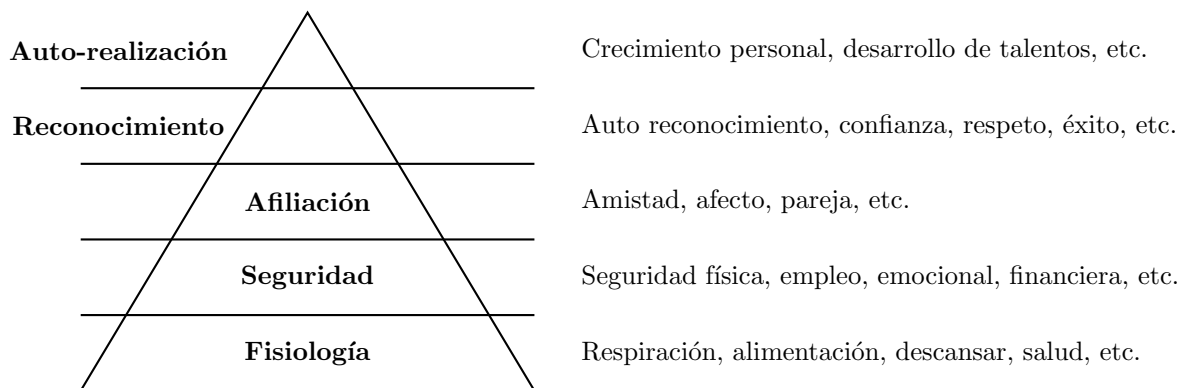 Auto-realización Crecimiento personal, desarrollo de talentos, etc.
Reconocimiento Auto reconocimiento, confianza, respeto, éxito, etc.
Afiliación Amistad, afecto, pareja, etc.
Seguridad Seguridad física, empleo, emocional, financiera, etc.
Fisiología Respiración, alimentación, descansar, salud, etc.